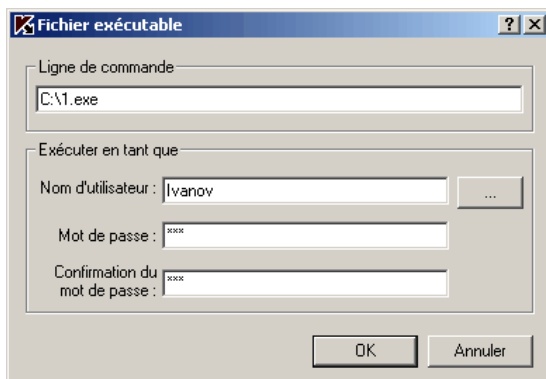 Fichier exécutable
Ligne de commande
C:\1.exe
Exécuter en tant que
Nom d'utilisateur : Ivanov ...
Mot de passe : ***
Confirmation du
mot de passe : ***
OK Annuler